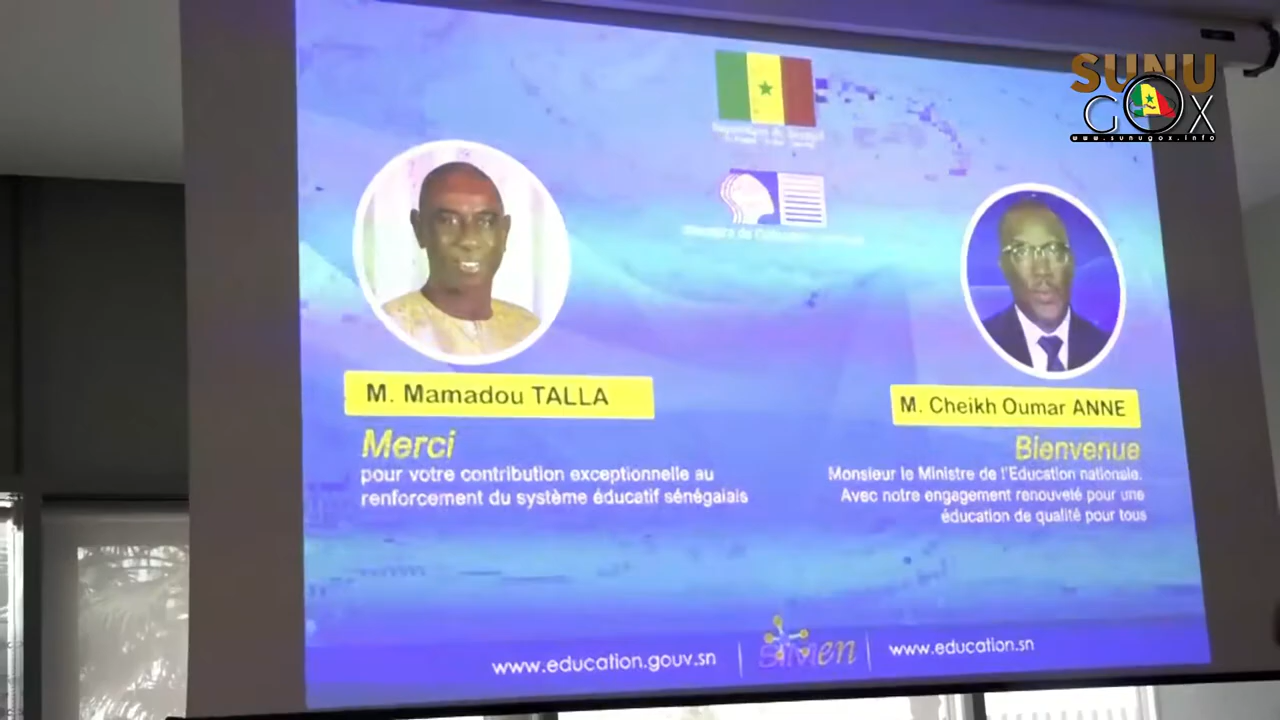 SUNU
GOX
www.sunugox.info
M. Mamadou TALLA
Merci
pour votre contribution exceptionnelle au
renforcement du système éducatif sénégalais
M. Cheikh Oumar ANNE
Bienvenue
Monsieur le Ministre de l'Education nationale.
Avec notre engagement renouvelé pour une
éducation de qualité pour tous
www.education.gouv.sn
SIMen
www.education.sn